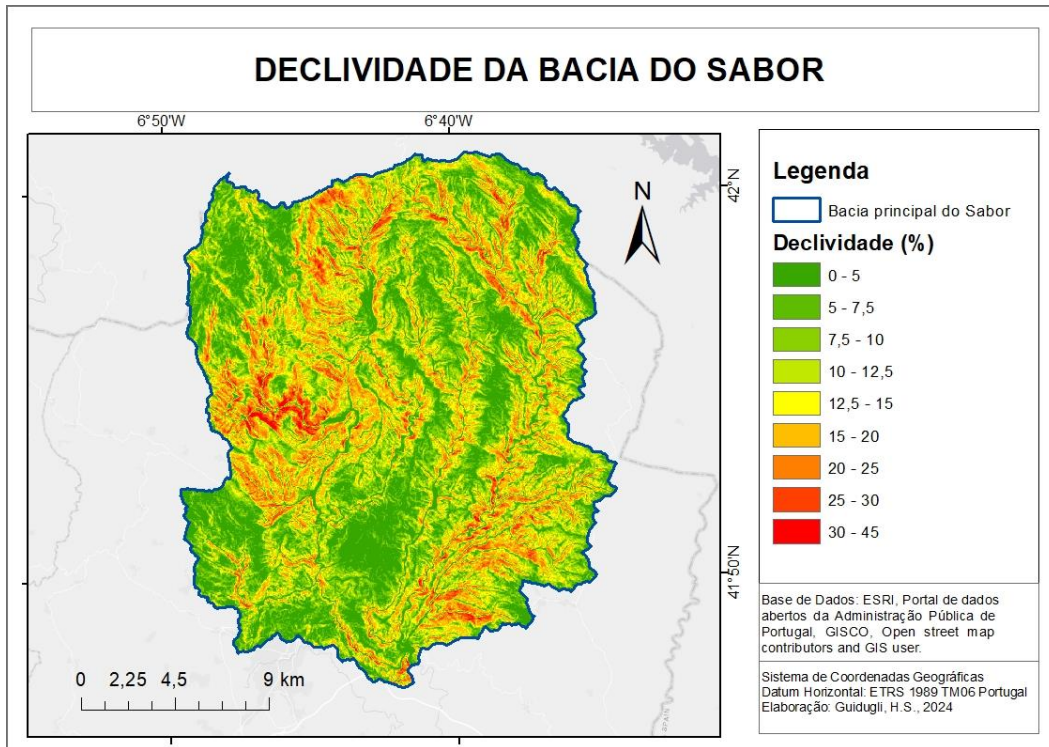 DECLIVIDADE DA BACIA DO SABOR
6°50'W
6°40'W
42°N
41°50'N
N
0 2,25 4,5 9 km
SPAIN
Legenda
Bacia principal do Sabor
Declividade (%)
0 - 5
5 - 7,5
7,5 - 10
10 - 12,5
12,5 - 15
15 - 20
20 - 25
25 - 30
30 - 45
Base de Dados: ESRI, Portal de dados
abertos da Administração Pública de
Portugal, GISCO, Open street map
contributors and GIS user.
Sistema de Coordenadas Geográficas
Datum Horizontal: ETRS 1989 TM06 Portugal
Elaboração: Guidugli, H.S., 2024